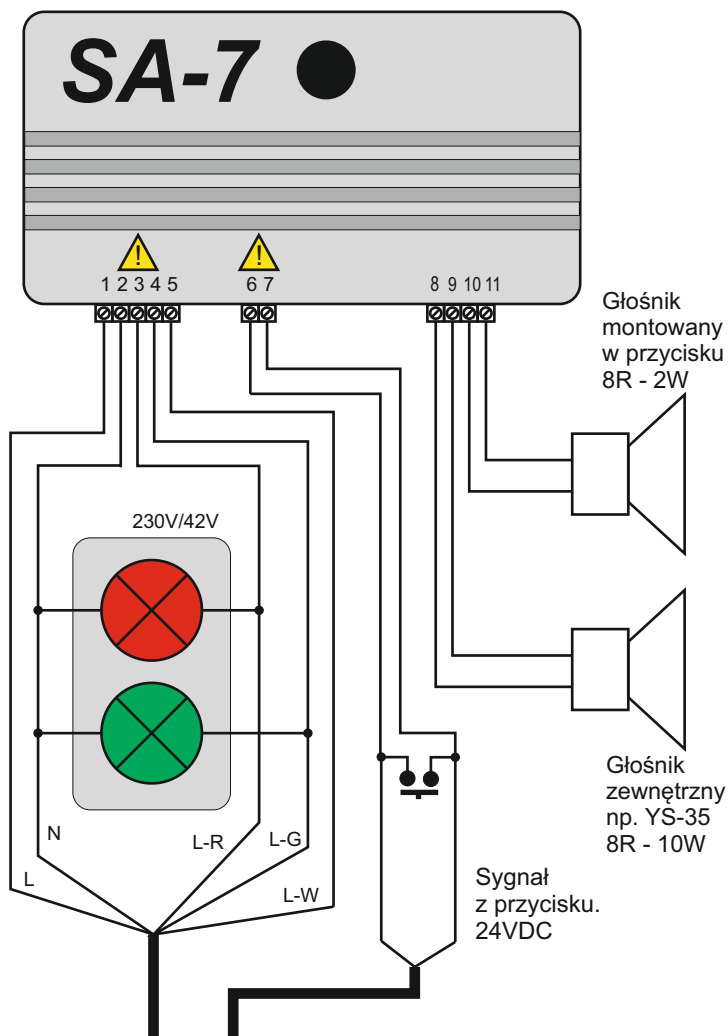 SA-7
!
!
1 2 3 4 5
6 7
8 9 10 11
Głośnik
montowany
w przycisku
8R - 2W
230V/42V
Głośnik
zewnętrzny
np. YS-35
8R - 10W
N
L-R
L-G
L
L-W
Sygnał
z przycisku.
24VDC